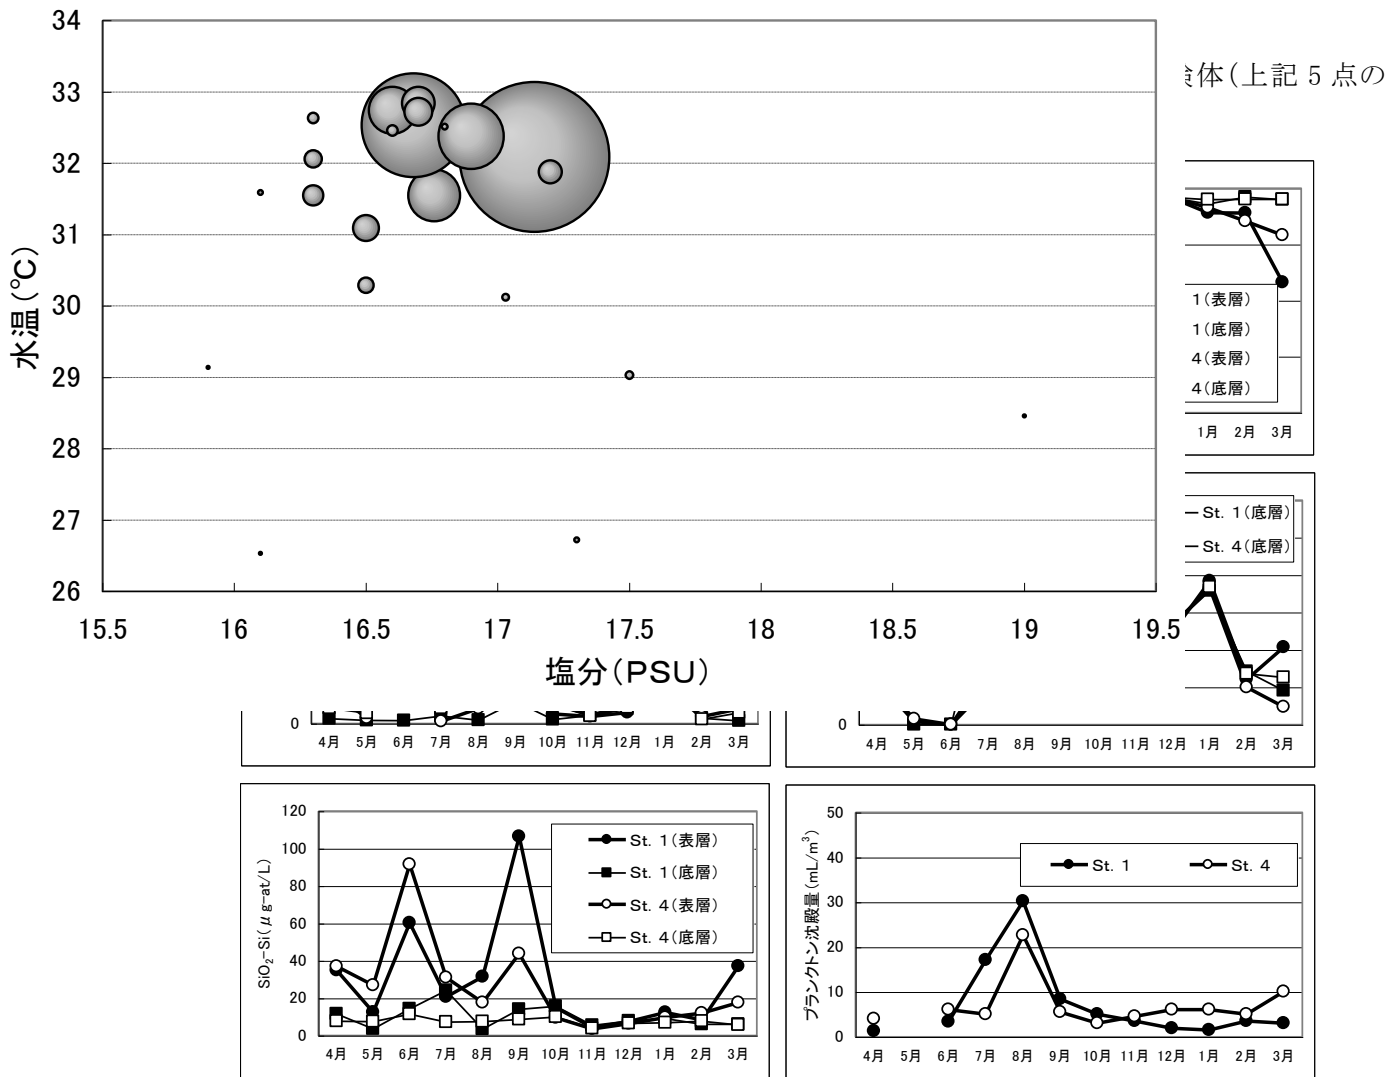 34
33
32
31
30
29
28
27
26
水温(℃)
15.5 16 16.5 17 17.5 18 18.5 19 19.5
塩分(PSU)
体(上記 5 点の
1(表層)
1(底層)
4(表層)
4(底層)
1月 2月 3月
St. 1(底層)
St. 4(底層)
0
4月 5月 6月 7月 8月 9月 10月 11月 12月 1月 2月 3月
0
4月 5月 6月 7月 8月 9月 10月 11月 12月 1月 2月 3月
120
100
80
60
40
20
0
SiO2-Si(μg-at/L)
St. 1(表層)
St. 1(底層)
St. 4(表層)
St. 4(底層)
4月 5月 6月 7月 8月 9月 10月 11月 12月 1月 2月 3月
50
40
30
20
10
0
プランクトン沈殿量(mL/m³)
St. 1 St. 4
4月 5月 6月 7月 8月 9月 10月 11月 12月 1月 2月 3月